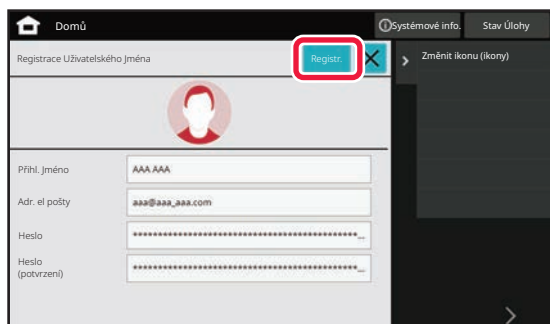 Domů
Systémové info.
Stav Úlohy
Registrace Uživatelského Jména
Registr.
Změnit ikonu (ikony)
Přihl. Jméno
AAA AAA
Adr. el pošty
aaa@aaa_aaa.com
Heslo
**************************************************...
Heslo
(potvrzení)
**************************************************...